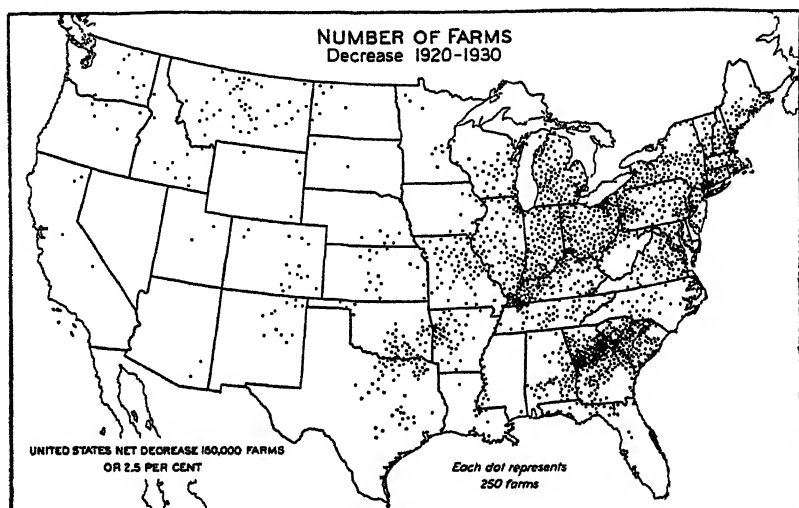 NUMBER OF FARMS
Decrease 1920-1930
UNITED STATES NET DECREASE 160,000 FARMS
OR 2.5 PER CENT
Each dot represents
250 farms